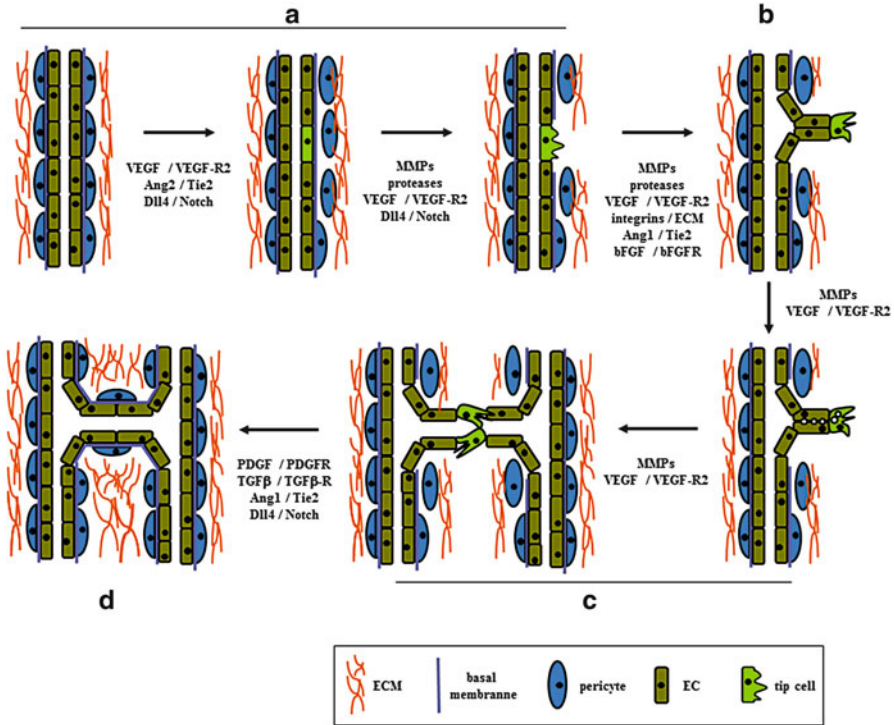 a
b
VEGF / VEGF-R2
Ang2 / Tie2
Dll4 / Notch
MMPs
proteases
VEGF / VEGF-R2
Dll4 / Notch
MMPs
proteases
VEGF / VEGF-R2
integrins / ECM
Ang1 / Tie2
bFGF / bFGFR
MMPs
VEGF / VEGF-R2
PDGF / PDGFR
TGFβ / TGFβ-R
Ang1 / Tie2
Dll4 / Notch
MMPs
VEGF / VEGF-R2
d
c
ECM
basal
membranne
pericyte
EC
tip cell